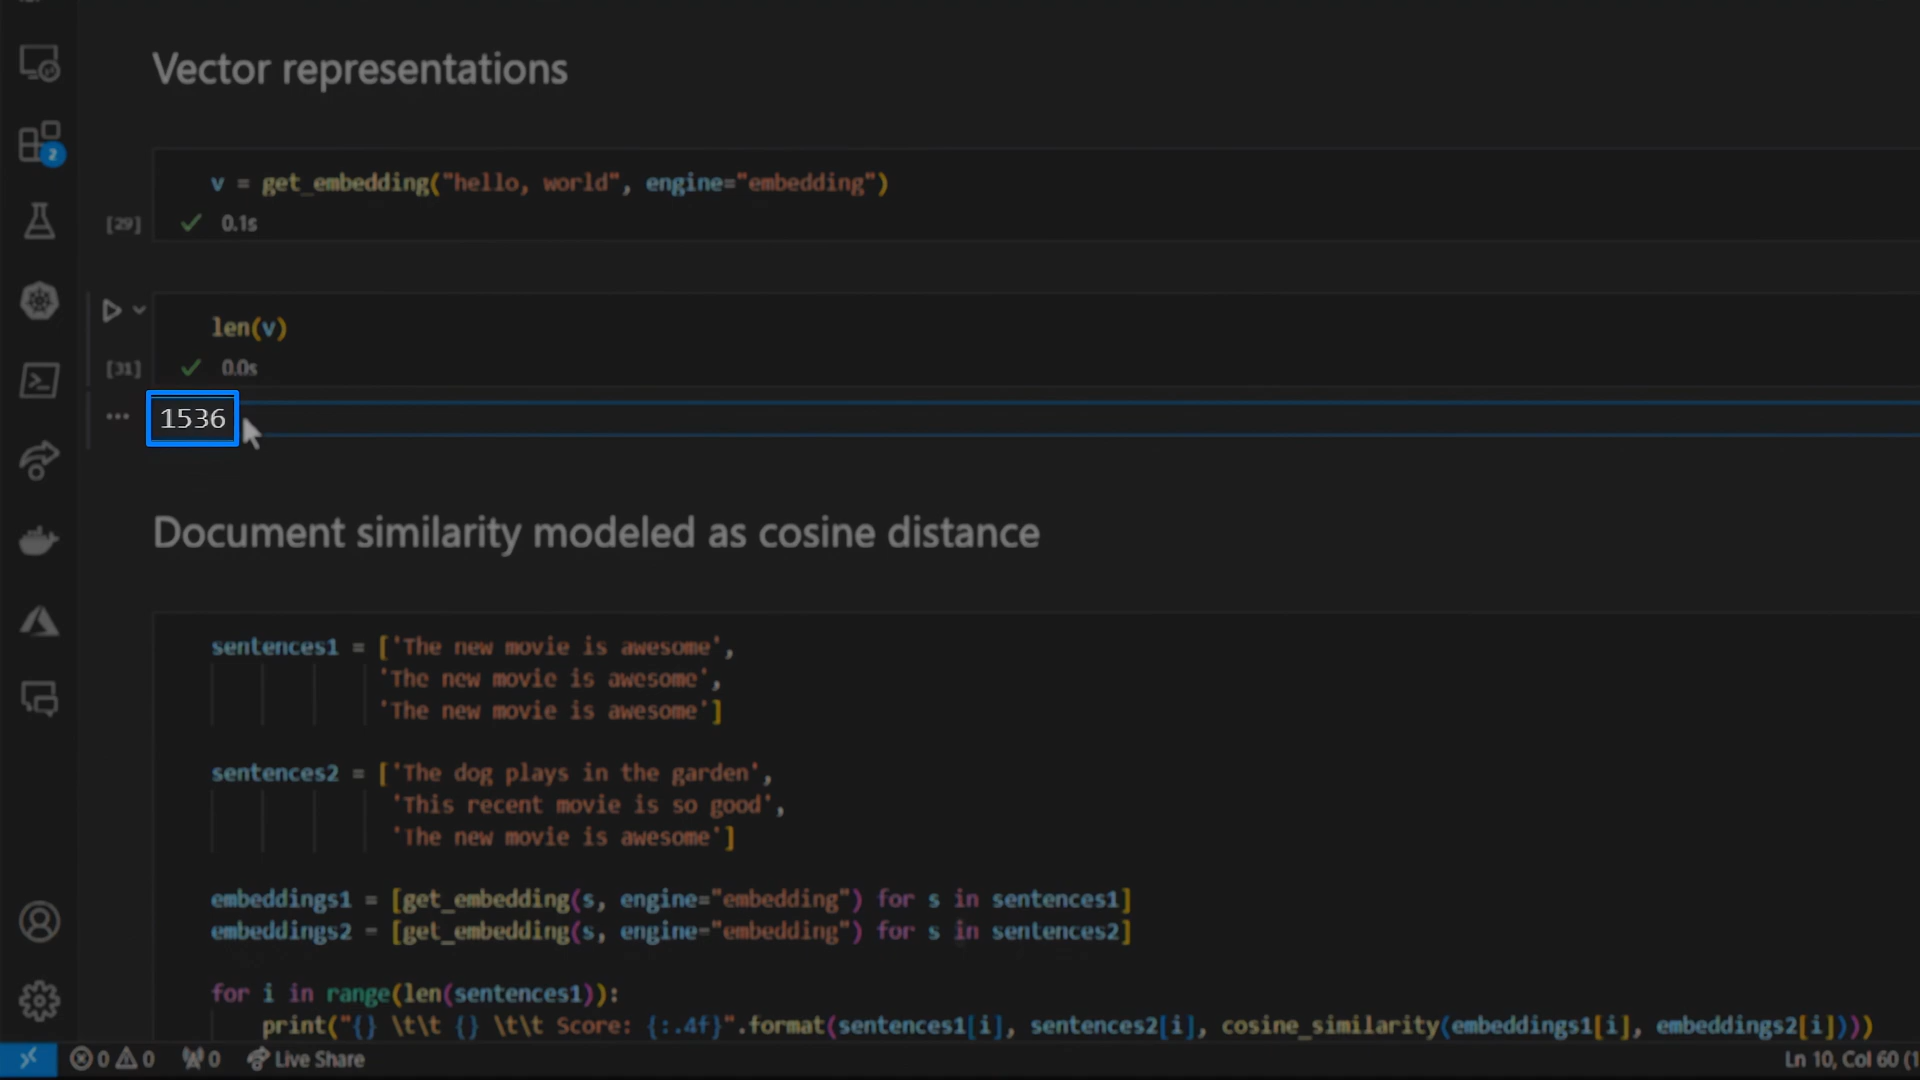 Vector representations
2
v = get_embedding("hello, world", engine="embedding")
[29] 0.1s
len(v)
[31] 0.0s
1536
Document similarity modeled as cosine distance
sentences1 = ['The new movie is awesome',
'The new movie is awesome',
'The new movie is awesome']
sentences2 = ['The dog plays in the garden',
'This recent movie is so good',
'The new movie is awesome']
embeddings1 = [get_embedding(s, engine="embedding") for s in sentences1]
embeddings2 = [get_embedding(s, engine="embedding") for s in sentences2]
for i in range(len(sentences1)):
print("{} \t\t {} \t\t Score: {:.4f}".format(sentences1[i], sentences2[i], cosine_similarity(embeddings1[i], embeddings2[i])))
0 0 0 Live Share Ln 10, Col 60 (1